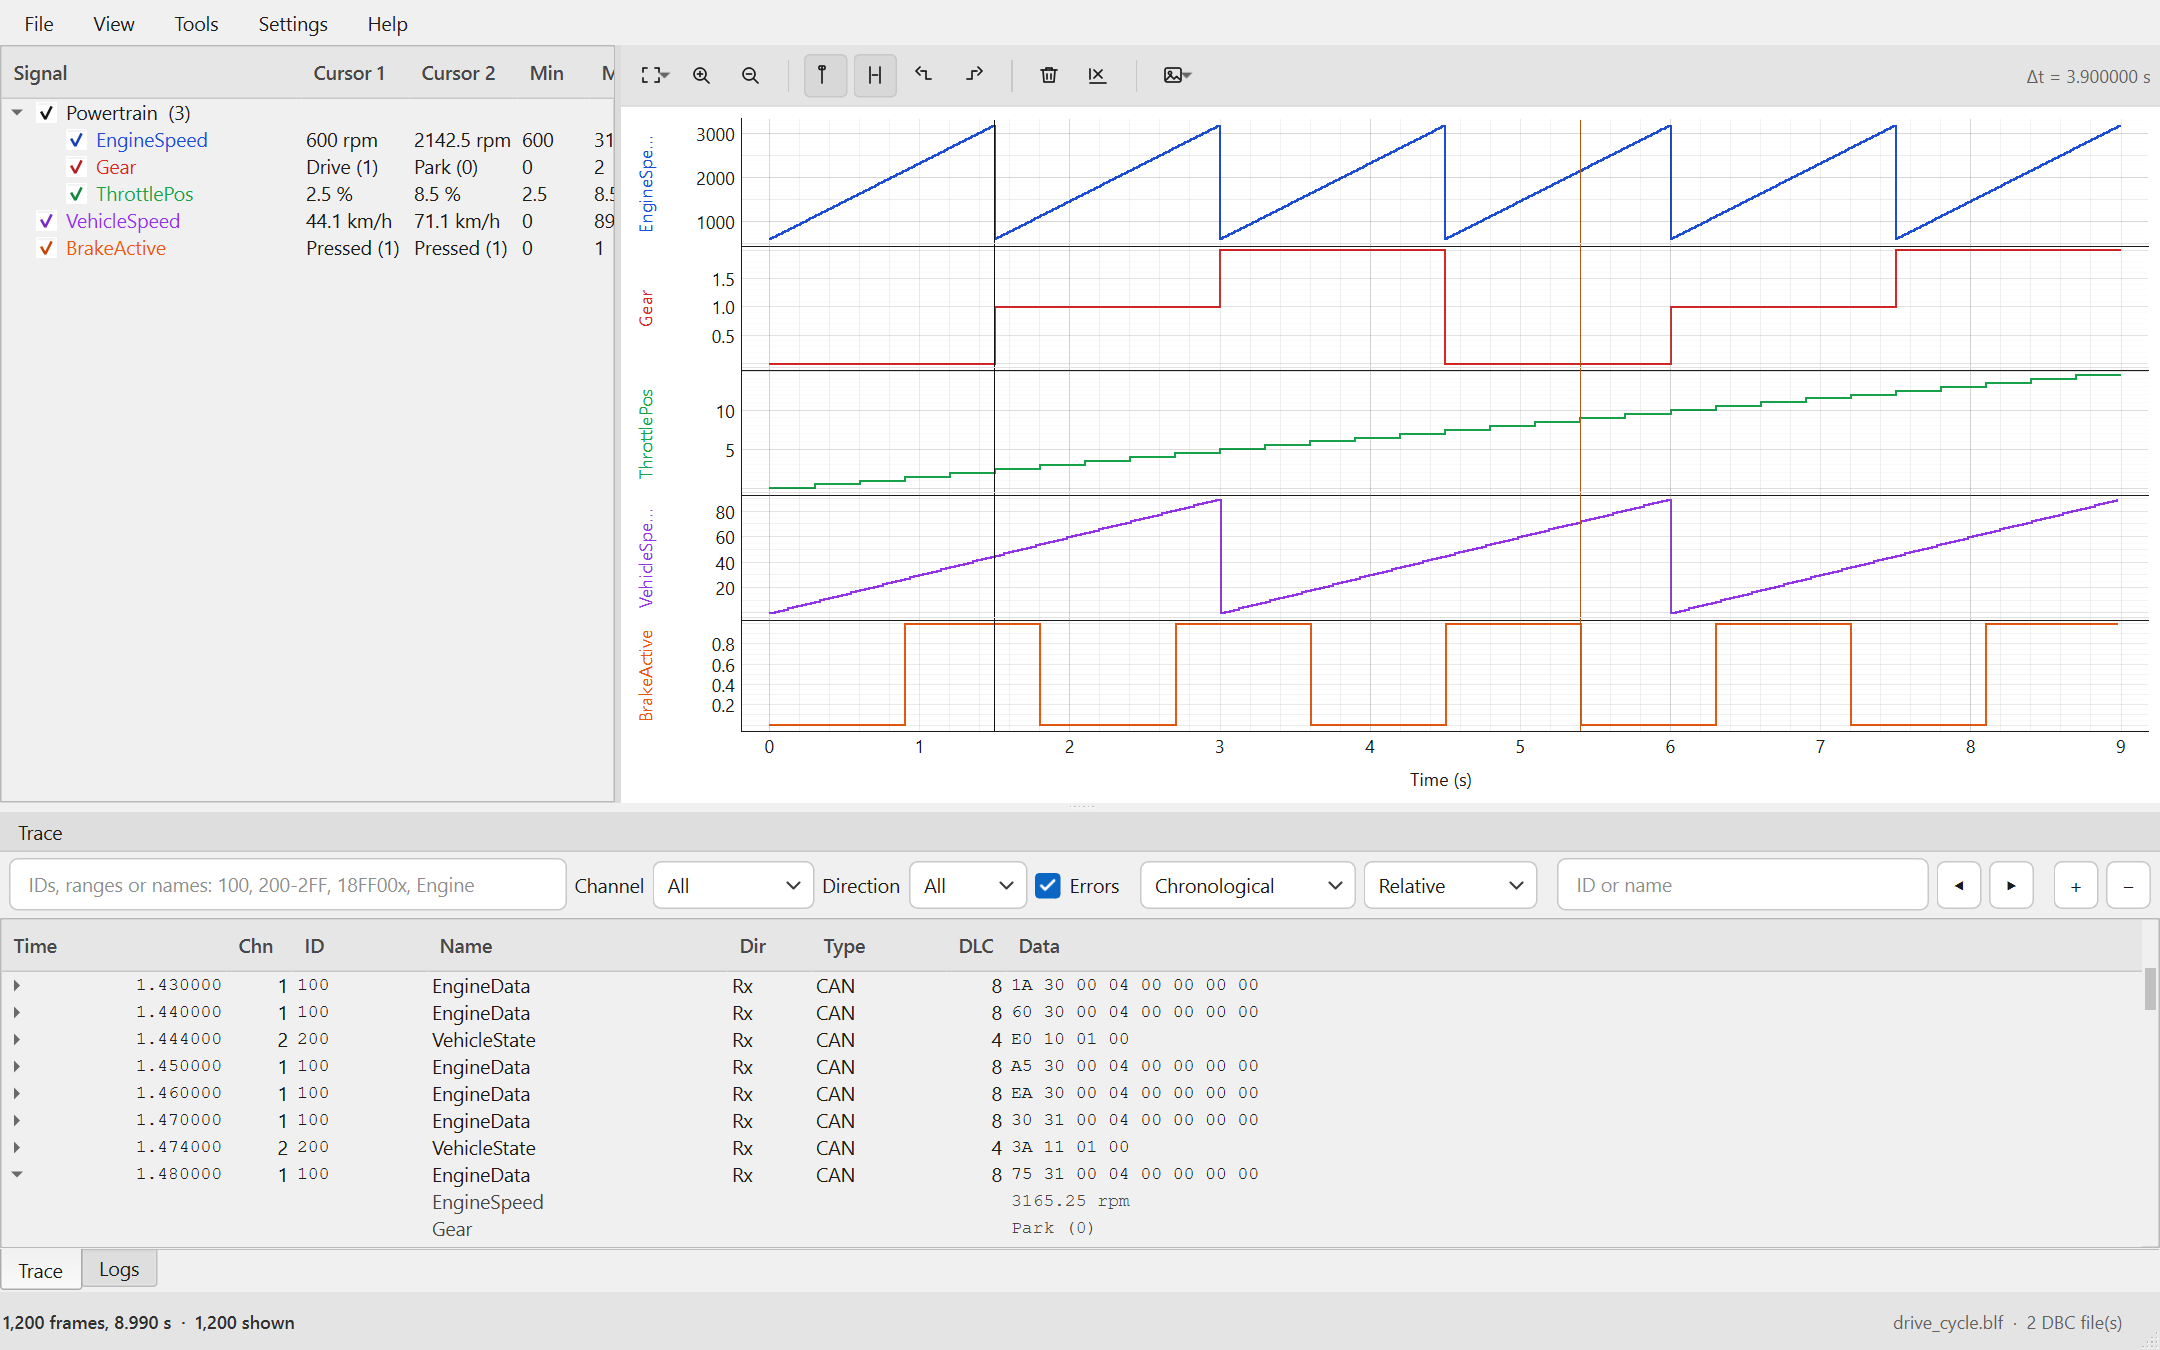 File View Tools Settings Help
Signal Cursor 1 Cursor 2 Min M
Δt = 3.900000 s
Powertrain (3)
EngineSpeed 600 rpm 2142.5 rpm 600 31
Gear Drive (1) Park (0) 0 2
ThrottlePos 2.5 % 8.5 % 2.5 8.5
VehicleSpeed 44.1 km/h 71.1 km/h 0 89
BrakeActive Pressed (1) Pressed (1) 0 1
EngineSpe...
3000
2000
1000
Gear
1.5
1.0
0.5
ThrottlePos
10
5
VehicleSpe...
80
60
40
20
BrakeActive
0.8
0.6
0.4
0.2
0 1 2 3 4 5 6 7 8 9
Time (s)
Trace
IDs, ranges or names: 100, 200-2FF, 18FF00x, Engine Channel All Direction All Errors Chronological Relative ID or name + −
Time Chn ID Name Dir Type DLC Data
1.430000 1 100 EngineData Rx CAN 8 1A 30 00 04 00 00 00 00
1.440000 1 100 EngineData Rx CAN 8 60 30 00 04 00 00 00 00
1.444000 2 200 VehicleState Rx CAN 4 E0 10 01 00
1.450000 1 100 EngineData Rx CAN 8 A5 30 00 04 00 00 00 00
1.460000 1 100 EngineData Rx CAN 8 EA 30 00 04 00 00 00 00
1.470000 1 100 EngineData Rx CAN 8 30 31 00 04 00 00 00 00
1.474000 2 200 VehicleState Rx CAN 4 3A 11 01 00
1.480000 1 100 EngineData Rx CAN 8 75 31 00 04 00 00 00 00
EngineSpeed 3165.25 rpm
Gear Park (0)
Trace Logs
1,200 frames, 8.990 s · 1,200 shown
drive_cycle.blf · 2 DBC file(s)